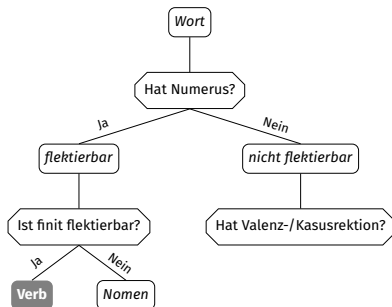 Wort
Hat Numerus?
Ja
Nein
flektierbar
nicht flektierbar
Ist finit flektierbar?
Hat Valenz-/Kasusrektion?
Ja
Nein
Verb
Nomen